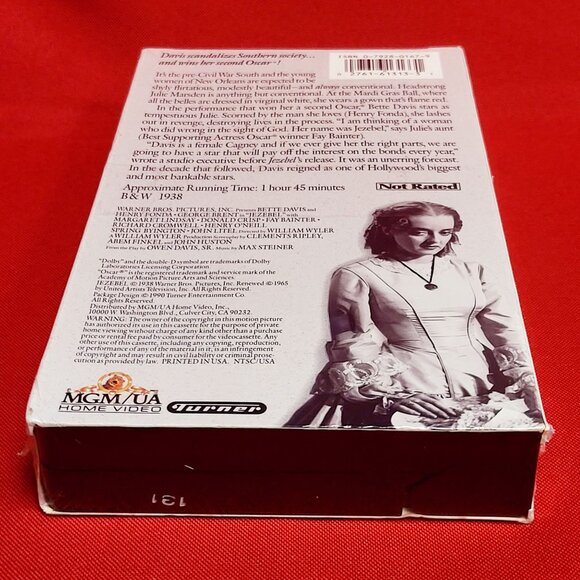 Davis scandalizes Southern society...
and wins her second Oscar®!
ISBN 0-7928-0167-9
27616 1313
It's the pre-Civil War South and the young
women of New Orleans are expected to be
shyly flirtatious, modestly beautiful—and always conventional. Headstrong
Julie Marsden is anything but conventional. At the Mardi Gras Ball, where
all the belles are dressed in virginal white, she wears a gown that's flame red.
In the performance that won her a second Oscar,® Bette Davis stars as
tempestuous Julie. Scorned by the man she loves (Henry Fonda), she lashes
out in revenge, destroying lives in the process. "I am thinking of a woman
who did wrong in the sight of God. Her name was Jezebel," says Julie's aunt
(Best Supporting Actress Oscar® winner Fay Bainter).
"Davis is a female Cagney and if we ever give her the right parts, we are
going to have a star that will pay off the interest on the bonds every year,"
wrote a studio executive before Jezebel's release. It was an unerring forecast.
In the decade that followed, Davis reigned as one of Hollywood's biggest
and most bankable stars.
Approximate Running Time: 1 hour 45 minutes
B&W 1938
Not Rated
WARNER BROS. PICTURES, INC. Presents BETTE DAVIS and
HENRY FONDA • GEORGE BRENT in "JEZEBEL" with
MARGARET LINDSAY • DONALD CRISP • FAY BAINTER •
RICHARD CROMWELL • HENRY O'NEILL •
SPRING BYINGTON • JOHN LITEL Directed by WILLIAM WYLER
A WILLIAM WYLER Production Screenplay by CLEMENTS RIPLEY,
ABEM FINKEL and JOHN HUSTON
From the Play by OWEN DAVIS, SR. Music by MAX STEINER
"Dolby" and the double-D symbol are trademarks of Dolby
Laboratories Licensing Corporation.
"Oscar®" is the registered trademark and service mark of the
Academy of Motion Picture Arts and Sciences.
JEZEBEL © 1938 Warner Bros. Pictures, Inc. Renewed © 1965
by United Artists Television, Inc. All Rights Reserved.
Package Design © 1990 Turner Entertainment Co.
All Rights Reserved.
Distributed by MGM/UA Home Video, Inc.
10000 W. Washington Blvd., Culver City, CA 90232.
WARNING: The owner of the copyright in this motion picture
has authorized its use in this cassette for the purpose of private
home viewing without charge of any kind other than a purchase
price or rental fee paid by consumer for the videocassette. Any
other use of this cassette, including any copying, reproduction,
or performance of any of the material in it, is an infringement
of copyright and may result in civil liability or criminal prosecution
as provided by law. PRINTED IN USA. NTSC/USA
MGM/UA
HOME VIDEO
Turner
131